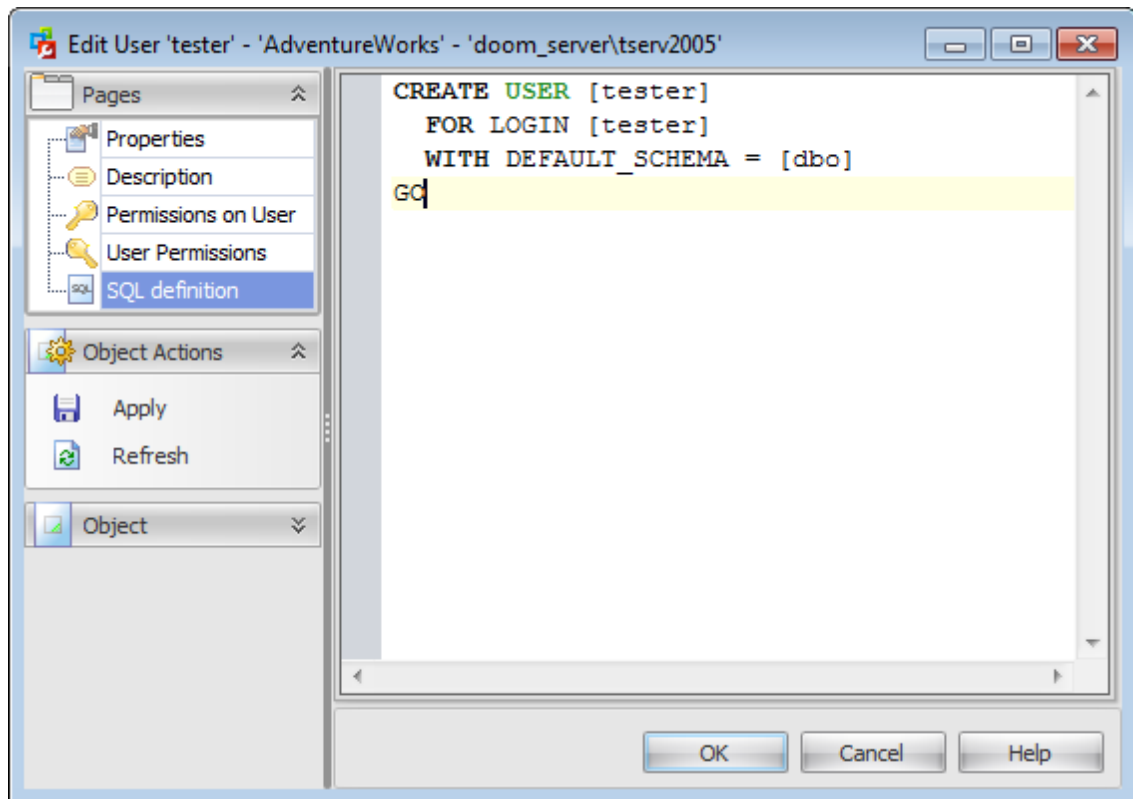 Edit User 'tester' - 'AdventureWorks' - 'doom_server\tserv2005'
Pages
Properties
Description
Permissions on User
User Permissions
SQL
SQL definition
Object Actions
Apply
Refresh
Object
CREATE USER [tester]
FOR LOGIN [tester]
WITH DEFAULT_SCHEMA = [dbo]
GO
OK
Cancel
Help